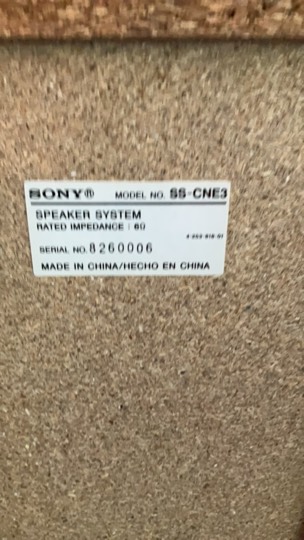 SONY® MODEL NO. SS-CNE3
SPEAKER SYSTEM
RATED IMPEDANCE : 6Ω
SERIAL NO. 8260006
MADE IN CHINA/HECHO EN CHINA